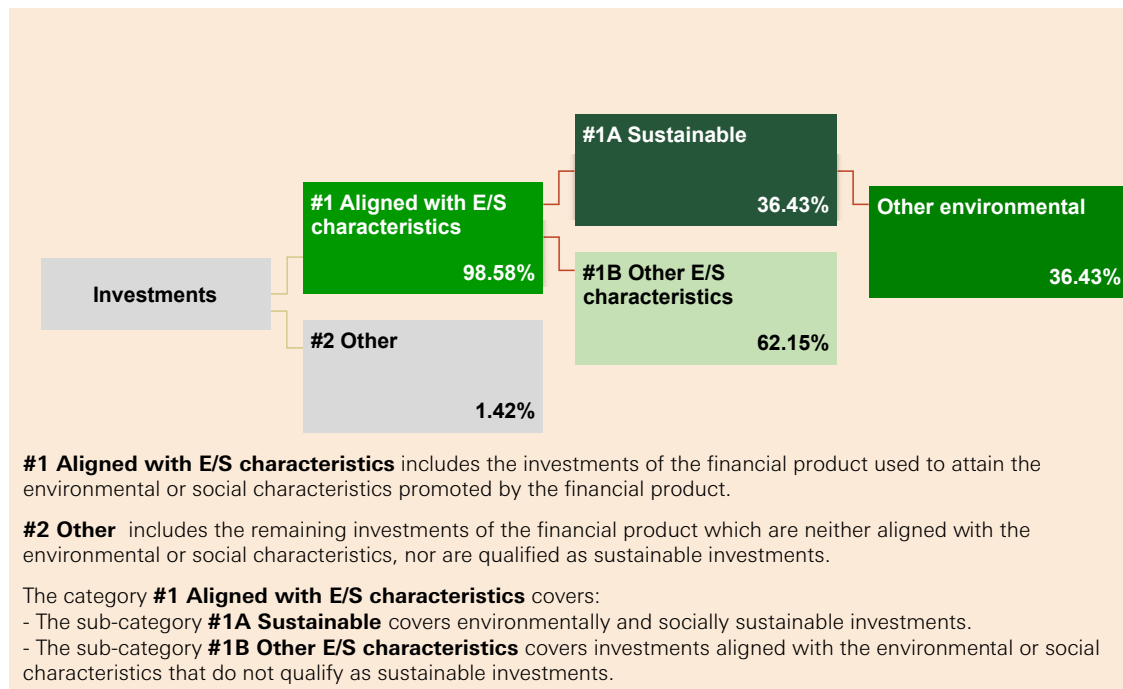 #1A Sustainable
36.43%
#1 Aligned with E/S
characteristics
98.58%
Other environmental
36.43%
Investments
#1B Other E/S
characteristics
62.15%
#2 Other
1.42%
#1 Aligned with E/S characteristics includes the investments of the financial product used to attain the
environmental or social characteristics promoted by the financial product.
#2 Other includes the remaining investments of the financial product which are neither aligned with the
environmental or social characteristics, nor are qualified as sustainable investments.
The category #1 Aligned with E/S characteristics covers:
- The sub-category #1A Sustainable covers environmentally and socially sustainable investments.
- The sub-category #1B Other E/S characteristics covers investments aligned with the environmental or social
characteristics that do not qualify as sustainable investments.